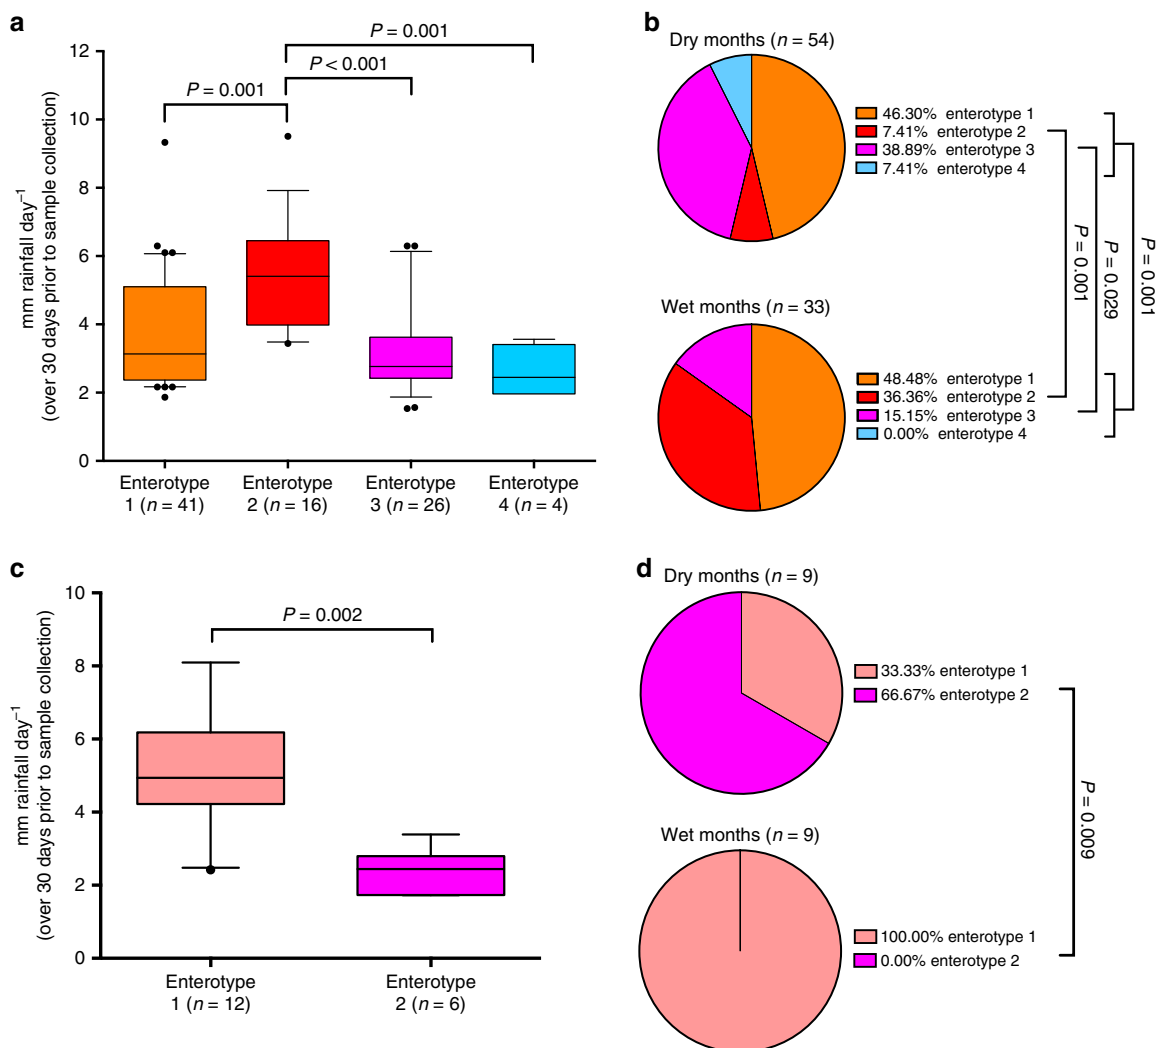 a
mm rainfall day⁻¹
(over 30 days prior to sample collection)
12
10
8
6
4
2
0
P = 0.001
P < 0.001
P = 0.001
Enterotype
1 (n = 41)
Enterotype
2 (n = 16)
Enterotype
3 (n = 26)
Enterotype
4 (n = 4)
b
Dry months (n = 54)
46.30% enterotype 1
7.41% enterotype 2
38.89% enterotype 3
7.41% enterotype 4
Wet months (n = 33)
48.48% enterotype 1
36.36% enterotype 2
15.15% enterotype 3
0.00% enterotype 4
P = 0.001
P = 0.029
P = 0.001
c
mm rainfall day⁻¹
(over 30 days prior to sample collection)
10
8
6
4
2
0
P = 0.002
Enterotype
1 (n = 12)
Enterotype
2 (n = 6)
d
Dry months (n = 9)
33.33% enterotype 1
66.67% enterotype 2
Wet months (n = 9)
100.00% enterotype 1
0.00% enterotype 2
P = 0.009